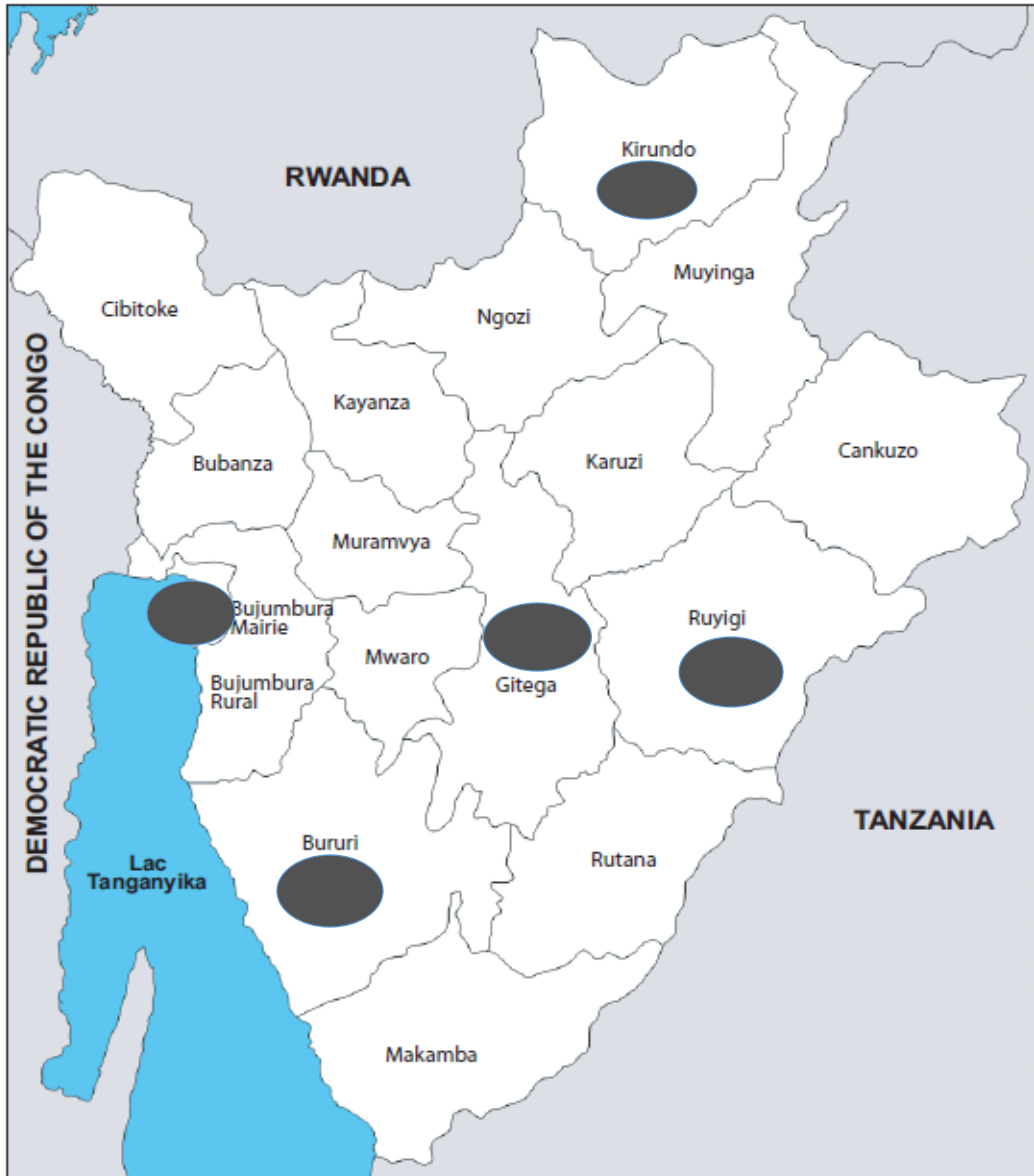 Kirundo
RWANDA
Muyinga
Cibitoke
Ngozi
DEMOCRATIC REPUBLIC OF THE CONGO
Kayanza
Cankuzo
Bubanza
Karuzi
Muramvya
Bujumbura
Mairie
Ruyigi
Mwaro
Bujumbura
Rural
Gitega
TANZANIA
Bururi
Rutana
Lac
Tanganyika
Makamba